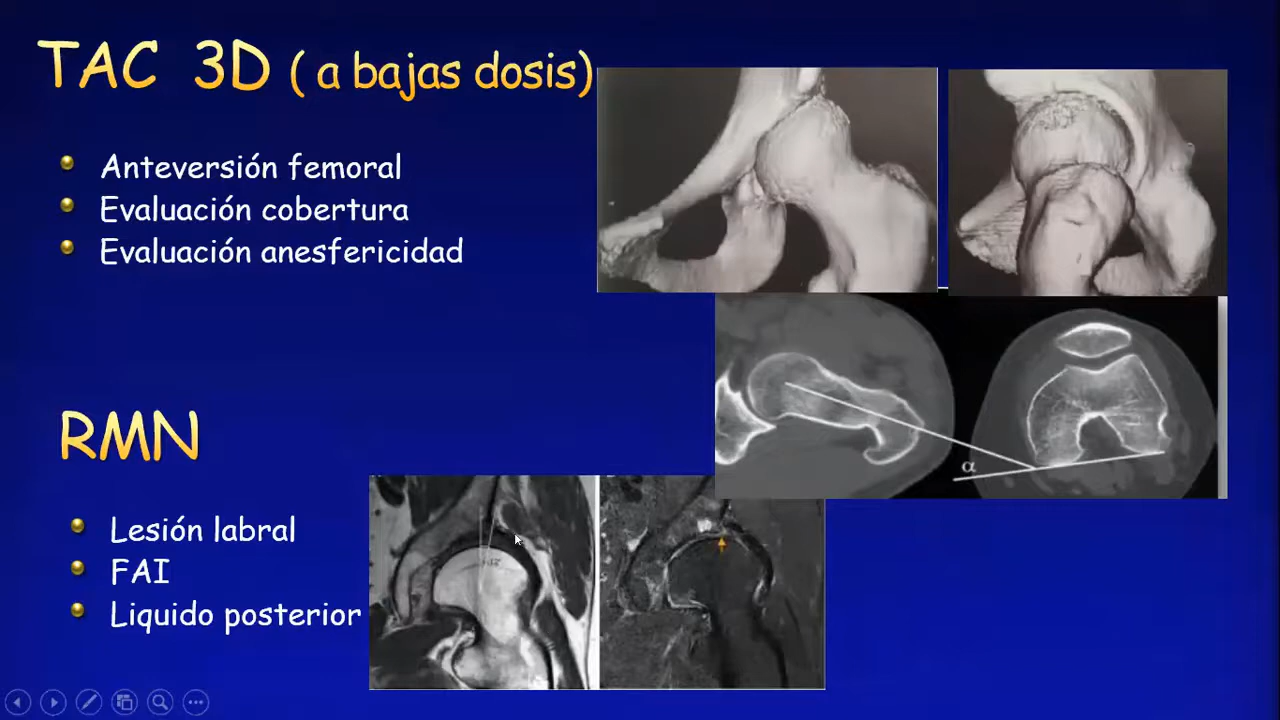 TAC 3D ( a bajas dosis)
Anteversión femoral
Evaluación cobertura
Evaluación anesfericidad
α
RMN
Lesión labral
FAI
Liquido posterior